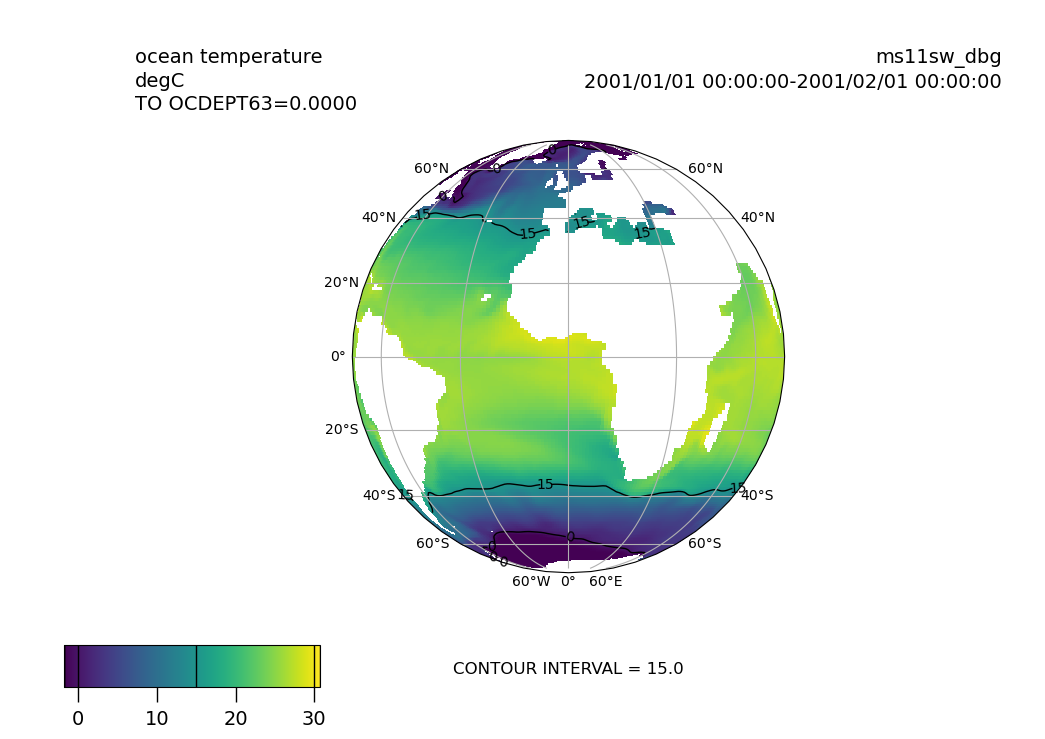 ocean temperature
degC
TO OCDEPT63=0.0000
ms11sw_dbg
2001/01/01 00:00:00-2001/02/01 00:00:00
60°N 0 0 60°N
0
40°N 15 15 15 15 40°N
20°N
0°
20°S
40°S 15 15 15 40°S
60°S 0 0 60°S
0 0
60°W 0° 60°E
CONTOUR INTERVAL = 15.0
0 10 20 30